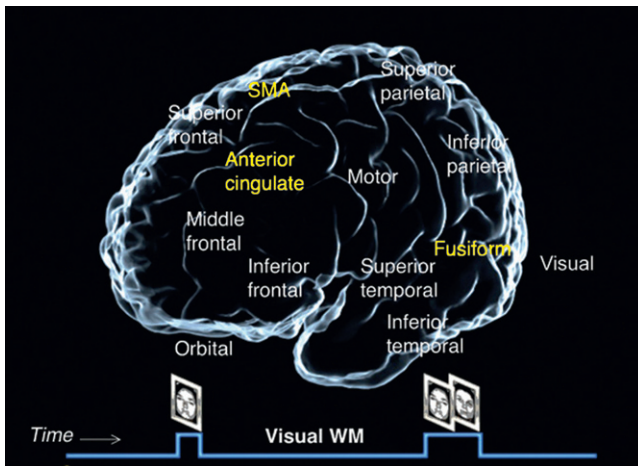 SMA
Superior
parietal
Superior
frontal
Inferior
parietal
Anterior
cingulate
Motor
Middle
frontal
Fusiform
Visual
Inferior
frontal
Superior
temporal
Orbital
Inferior
temporal
Time
Visual WM